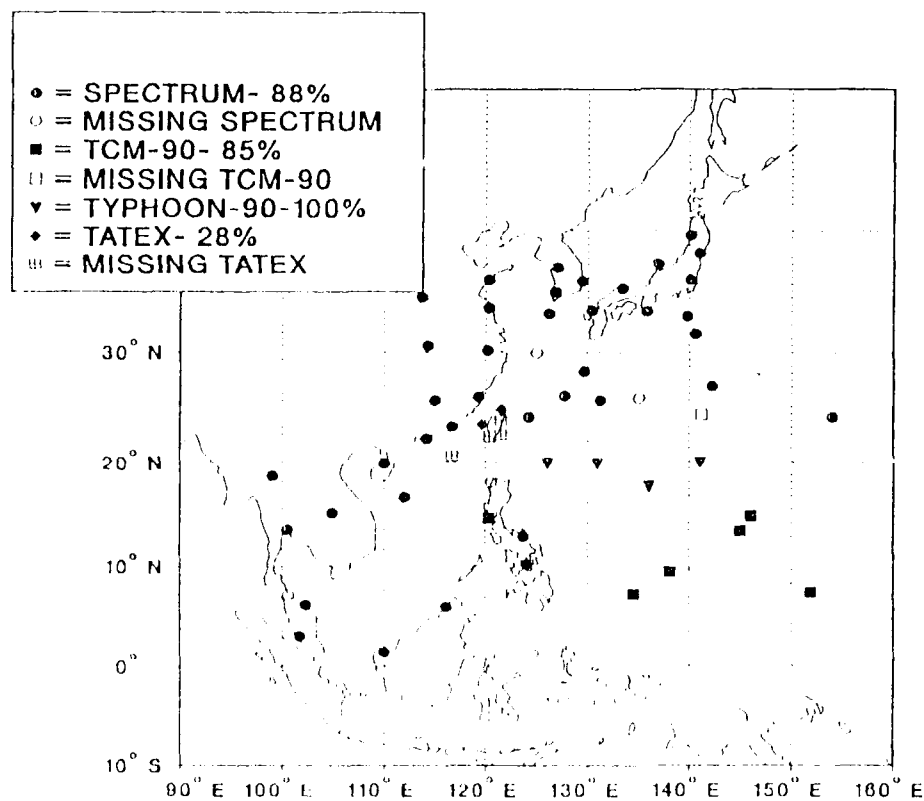 ● = SPECTRUM- 88%
○ = MISSING SPECTRUM
■ = TCM-90- 85%
□ = MISSING TCM-90
▼ = TYPHOON-90-100%
◆ = TATEX- 28%
= MISSING TATEX
30° N
20° N
10° N
0° N
10° S
90° E 100° E 110° E 120° E 130° E 140° E 150° E 160° E